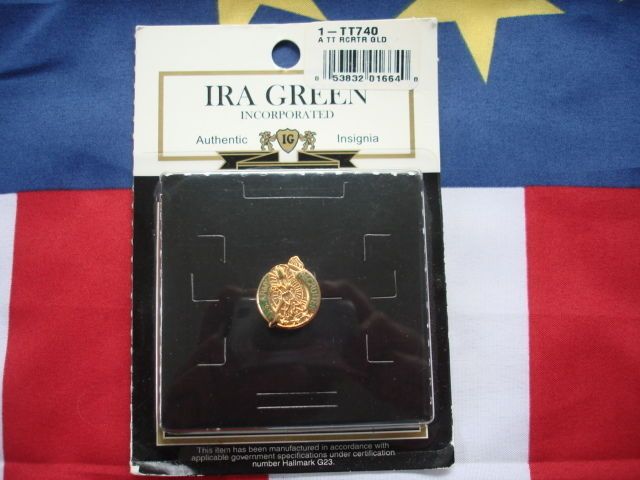 1-TT740
A TT RCRTR GLD
0 53832 01664
IRA GREEN
INCORPORATED
Authentic IG Insignia
This item has been manufactured in accordance with
applicable government specifications under certification
number Hallmark G23.